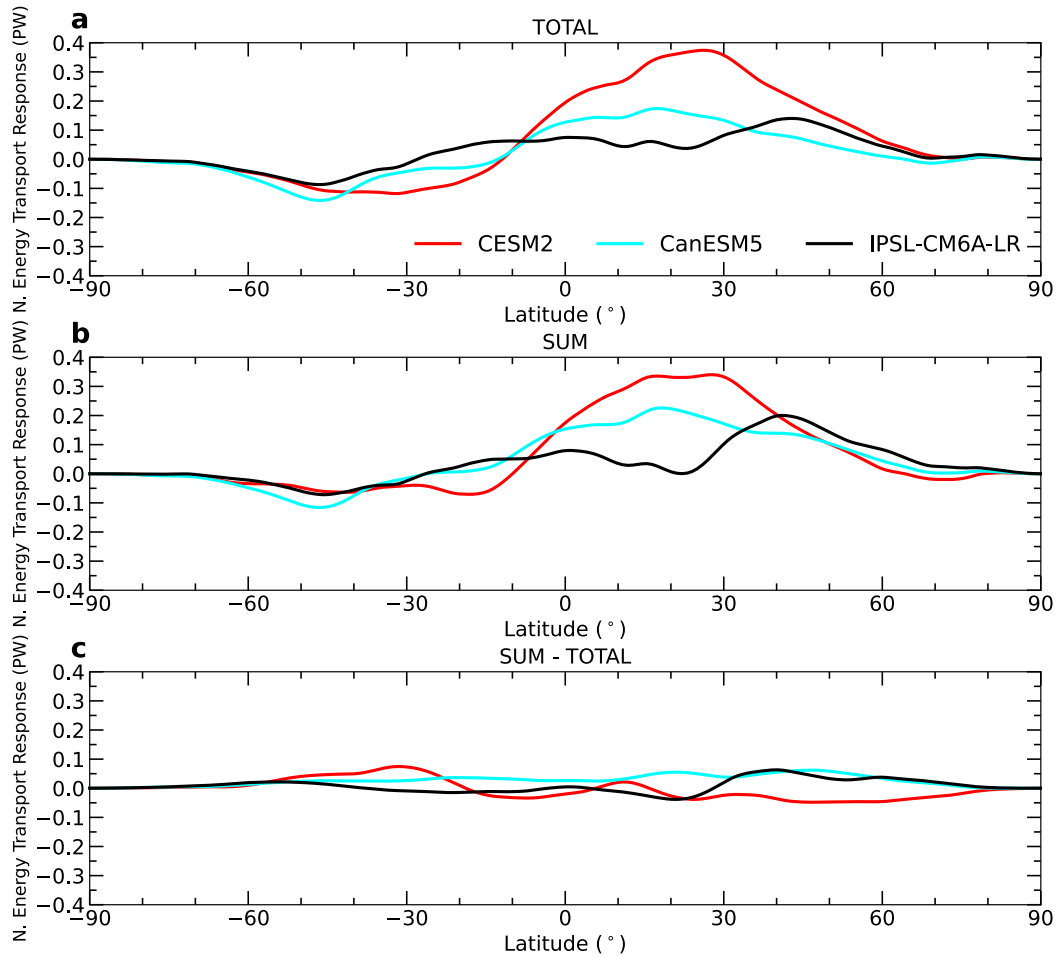 a
TOTAL
N. Energy Transport Response (PW)
0.4
0.3
0.2
0.1
0.0
−0.1
−0.2
−0.3
−0.4
CESM2 CanESM5 IPSL-CM6A-LR
−90 −60 −30 0 30 60 90
Latitude (°)
b
SUM
N. Energy Transport Response (PW)
0.4
0.3
0.2
0.1
0.0
−0.1
−0.2
−0.3
−0.4
−90 −60 −30 0 30 60 90
Latitude (°)
c
SUM - TOTAL
N. Energy Transport Response (PW)
0.4
0.3
0.2
0.1
0.0
−0.1
−0.2
−0.3
−0.4
−90 −60 −30 0 30 60 90
Latitude (°)